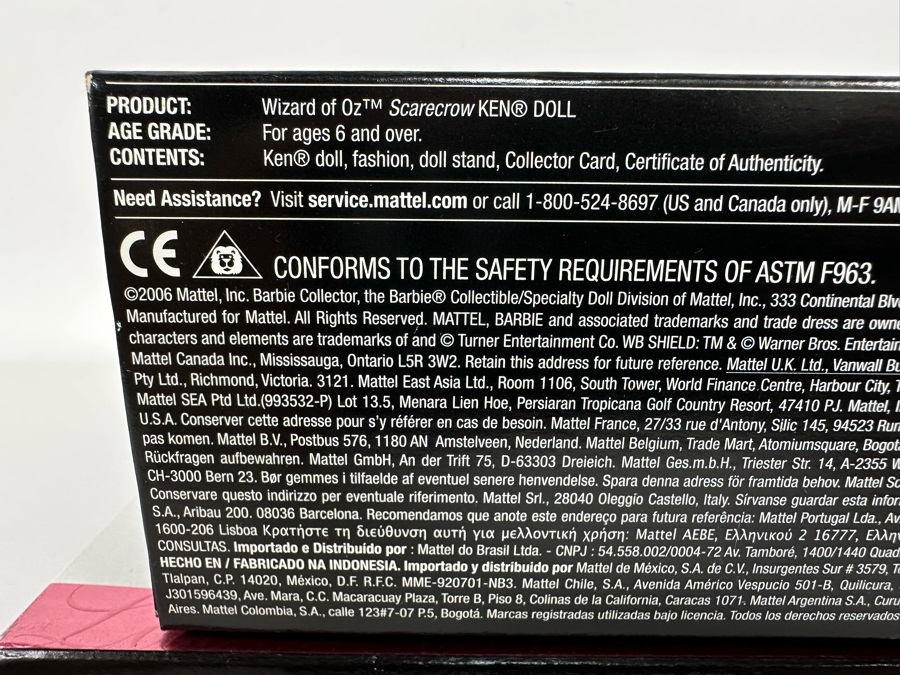 PRODUCT: Wizard of Oz™ Scarecrow KEN® DOLL
AGE GRADE: For ages 6 and over.
CONTENTS: Ken® doll, fashion, doll stand, Collector Card, Certificate of Authenticity.
Need Assistance? Visit service.mattel.com or call 1-800-524-8697 (US and Canada only), M-F 9AM
CE CONFORMS TO THE SAFETY REQUIREMENTS OF ASTM F963.
©2006 Mattel, Inc. Barbie Collector, the Barbie® Collectible/Specialty Doll Division of Mattel, Inc., 333 Continental Blv
Manufactured for Mattel. All Rights Reserved. MATTEL, BARBIE and associated trademarks and trade dress are owne
characters and elements are trademarks of and © Turner Entertainment Co. WB SHIELD: TM & © Warner Bros. Entertain
Mattel Canada Inc., Mississauga, Ontario L5R 3W2. Retain this address for future reference. Mattel U.K. Ltd., Vanwall Bu
Pty Ltd., Richmond, Victoria. 3121. Mattel East Asia Ltd., Room 1106, South Tower, World Finance Centre, Harbour City, T
Mattel SEA Ptd Ltd.(993532-P) Lot 13.5, Menara Lien Hoe, Persiaran Tropicana Golf Country Resort, 47410 PJ. Mattel, I
U.S.A. Conserver cette adresse pour s'y référer en cas de besoin. Mattel France, 27/33 rue d'Antony, Silic 145, 94523 Run
pas komen. Mattel B.V., Postbus 576, 1180 AN Amstelveen, Nederland. Mattel Belgium, Trade Mart, Atomiumsquare, Bogota
Rückfragen aufbewahren. Mattel GmbH, An der Trift 75, D-63303 Dreieich. Mattel Ges.m.b.H., Triester Str. 14, A-2355 W
CH-3000 Bern 23. Bør gemmes i tilfælde af eventuel senere henvendelse. Spara denna adress för framtida behov. Mattel Sc
Conservare questo indirizzo per eventuale riferimento. Mattel Srl., 28040 Oleggio Castello, Italy. Sírvanse guardar esta infor
S.A., Aribau 200. 08036 Barcelona. Recomendamos que anote este endereço para futura referência: Mattel Portugal Lda., Av
1600-206 Lisboa Κρατήστε τη διεύθυνση αυτή για μελλοντική χρήση: Mattel AEBE, Ελληνικού 2 16777, Ελλην
CONSULTAS. Importado e Distribuido por : Mattel do Brasil Ltda. - CNPJ : 54.558.002/0004-72 Av. Tamboré, 1400/1440 Quad
HECHO EN / FABRICADO NA INDONESIA. Importado y distribuido por Mattel de México, S.A. de C.V., Insurgentes Sur # 3579, To
Tlalpan, C.P. 14020, México, D.F. R.F.C. MME-920701-NB3. Mattel Chile, S.A., Avenida Américo Vespucio 501-B, Quilicura,
J301596439, Ave. Mara, C.C. Macaracuay Plaza, Torre B, Piso 8, Colinas de la California, Caracas 1071. Mattel Argentina S.A., Curu
Aires. Mattel Colombia, S.A., calle 123#7-07 P.5, Bogotá. Marcas registradas utilizadas bajo licencia. Todos los derechos reservados